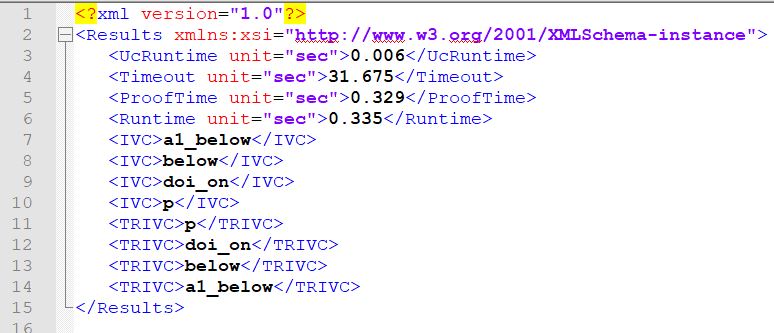 1 <?xml version="1.0"?>
2 <Results xmlns:xsi="http://www.w3.org/2001/XMLSchema-instance">
3 <UcRuntime unit="sec">0.006</UcRuntime>
4 <Timeout unit="sec">31.675</Timeout>
5 <ProofTime unit="sec">0.329</ProofTime>
6 <Runtime unit="sec">0.335</Runtime>
7 <IVC>a1_below</IVC>
8 <IVC>below</IVC>
9 <IVC>doi_on</IVC>
10 <IVC>p</IVC>
11 <TRIVC>p</TRIVC>
12 <TRIVC>doi_on</TRIVC>
13 <TRIVC>below</TRIVC>
14 <TRIVC>a1_below</TRIVC>
15 </Results>
16